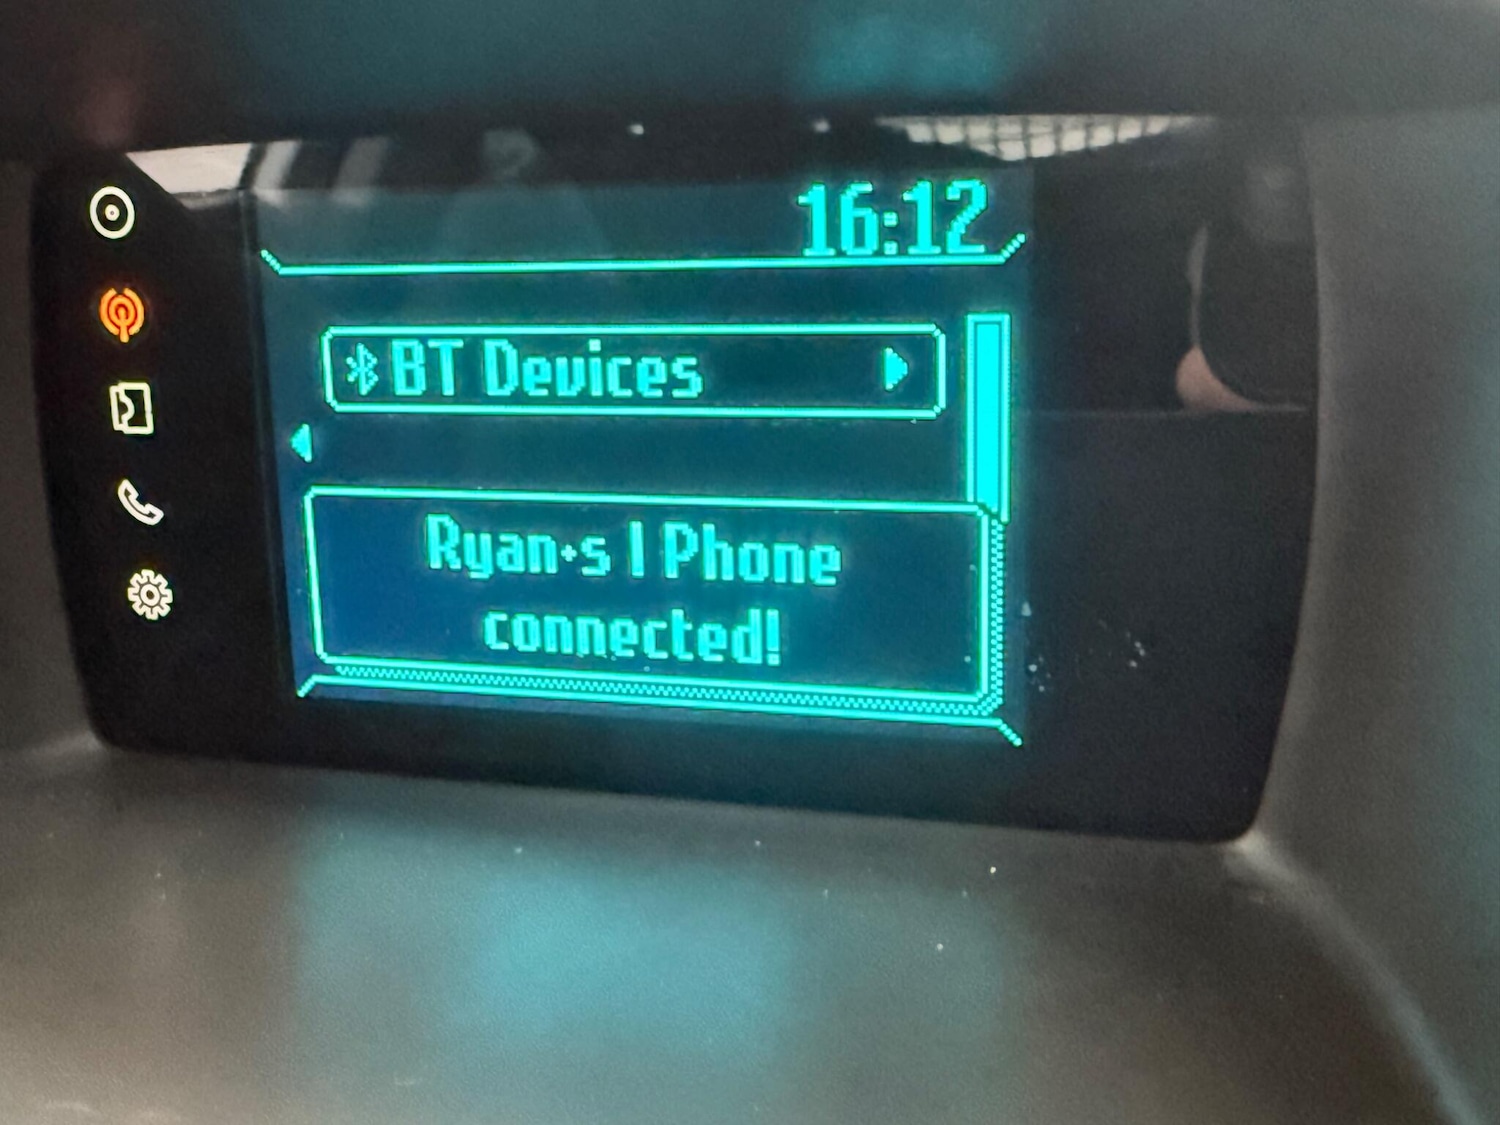 16:12
BT Devices
Ryan·s I Phone
connected!